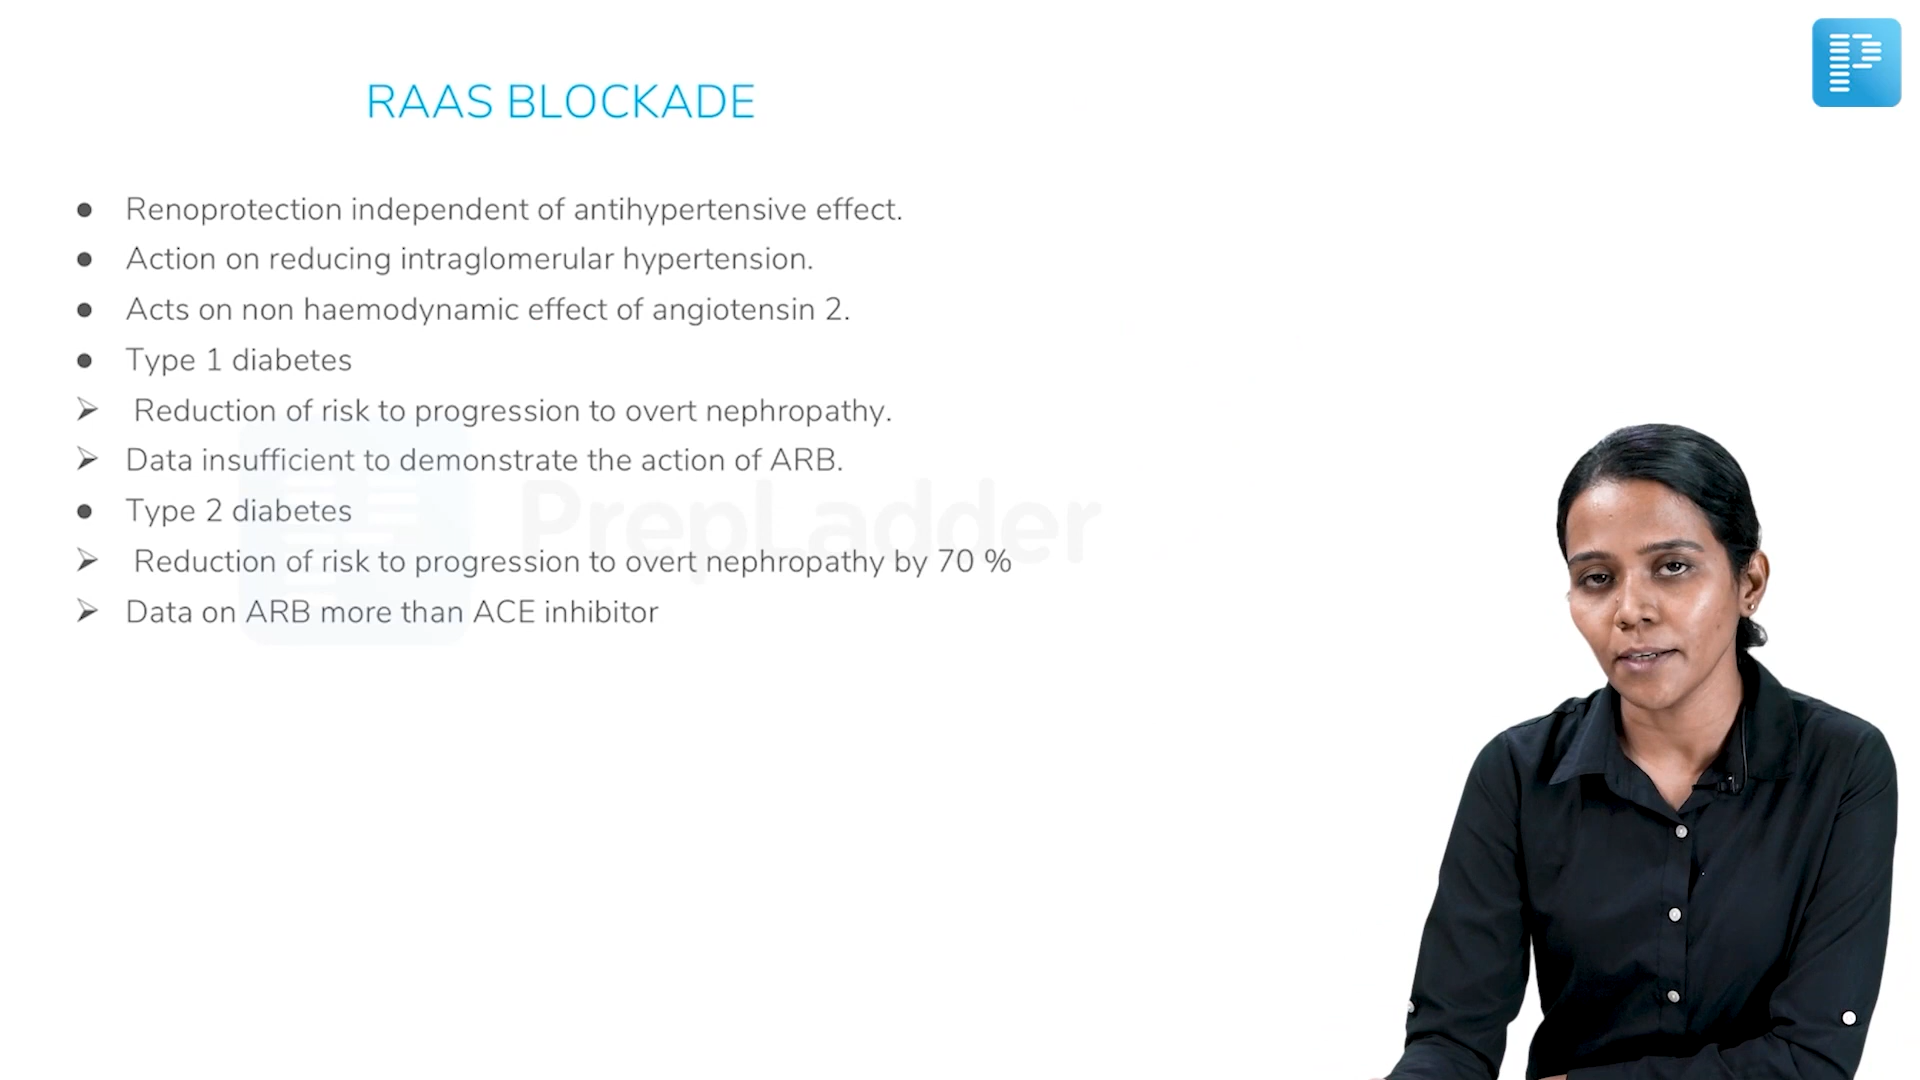 RAAS BLOCKADE
● Renoprotection independent of antihypertensive effect.
● Action on reducing intraglomerular hypertension.
● Acts on non haemodynamic effect of angiotensin 2.
● Type 1 diabetes
➢ Reduction of risk to progression to overt nephropathy.
➢ Data insufficient to demonstrate the action of ARB.
● Type 2 diabetes
➢ Reduction of risk to progression to overt nephropathy by 70 %
➢ Data on ARB more than ACE inhibitor
PrepLadder